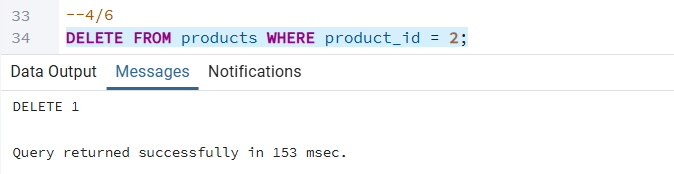 33 --4/6
34 DELETE FROM products WHERE product_id = 2;
Data Output Messages Notifications
DELETE 1
Query returned successfully in 153 msec.